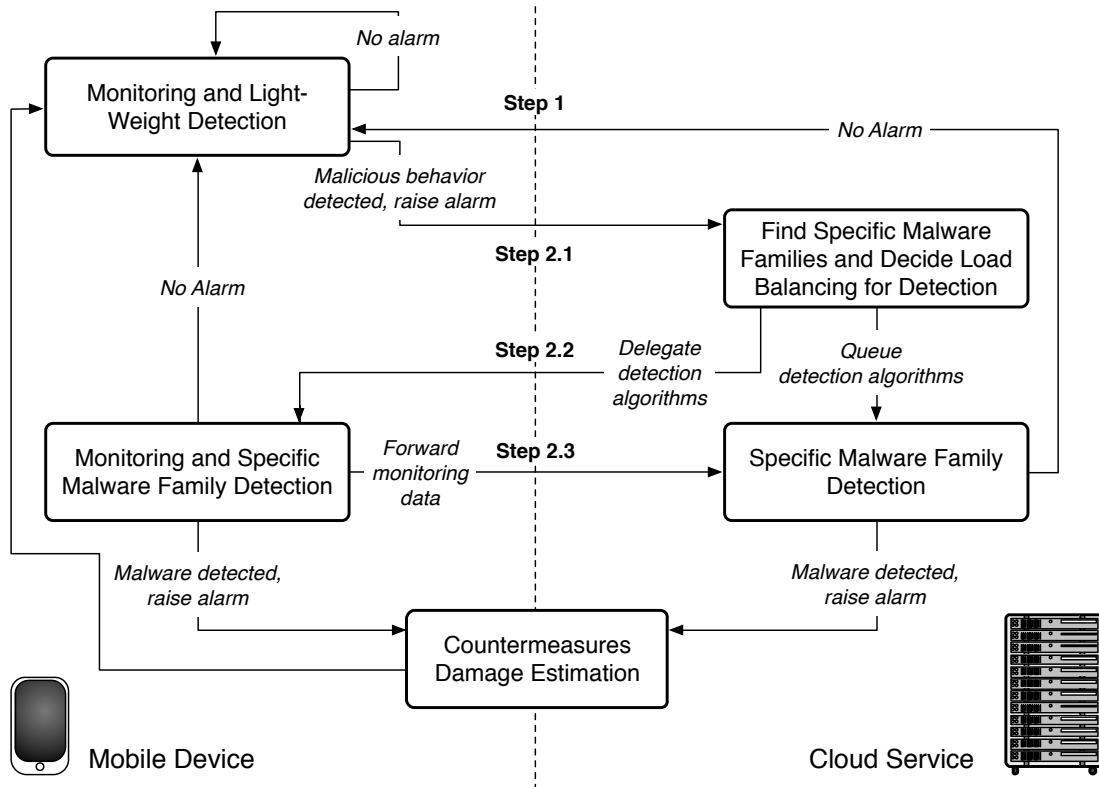 No alarm
Monitoring and Light-
Weight Detection
Step 1
No Alarm
Malicious behavior
detected, raise alarm
Find Specific Malware
Families and Decide Load
Balancing for Detection
Step 2.1
No Alarm
Step 2.2
Delegate
detection
algorithms
Queue
detection algorithms
Monitoring and Specific
Malware Family Detection
Forward
monitoring
data
Step 2.3
Specific Malware Family
Detection
Malware detected,
raise alarm
Malware detected,
raise alarm
Countermeasures
Damage Estimation
Mobile Device
Cloud Service